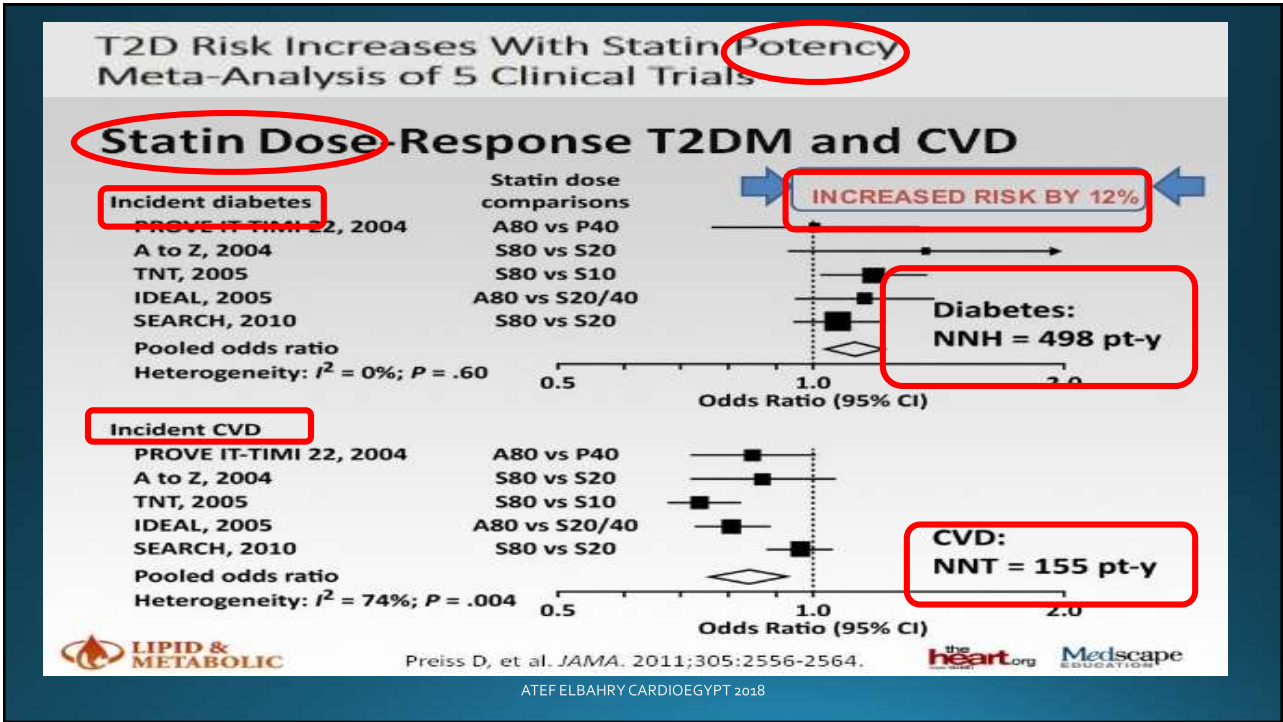 T2D Risk Increases With Statin Potency
Meta-Analysis of 5 Clinical Trials
Statin Dose-Response T2DM and CVD
Statin dose
comparisons
INCREASED RISK BY 12%
Incident diabetes
PROVE IT-TIMI 22, 2004 A80 vs P40
A to Z, 2004 S80 vs S20
TNT, 2005 S80 vs S10
IDEAL, 2005 A80 vs S20/40
SEARCH, 2010 S80 vs S20
Pooled odds ratio
Heterogeneity: I² = 0%; P = .60
0.5 1.0 2.0
Odds Ratio (95% CI)
Diabetes:
NNH = 498 pt-y
Incident CVD
PROVE IT-TIMI 22, 2004 A80 vs P40
A to Z, 2004 S80 vs S20
TNT, 2005 S80 vs S10
IDEAL, 2005 A80 vs S20/40
SEARCH, 2010 S80 vs S20
Pooled odds ratio
Heterogeneity: I² = 74%; P = .004
0.5 1.0 2.0
Odds Ratio (95% CI)
CVD:
NNT = 155 pt-y
LIPID &
METABOLIC
Preiss D, et al. JAMA. 2011;305:2556-2564.
the
heart.org
Medscape
EDUCATION
ATEF ELBAHRY CARDIOEGYPT 2018